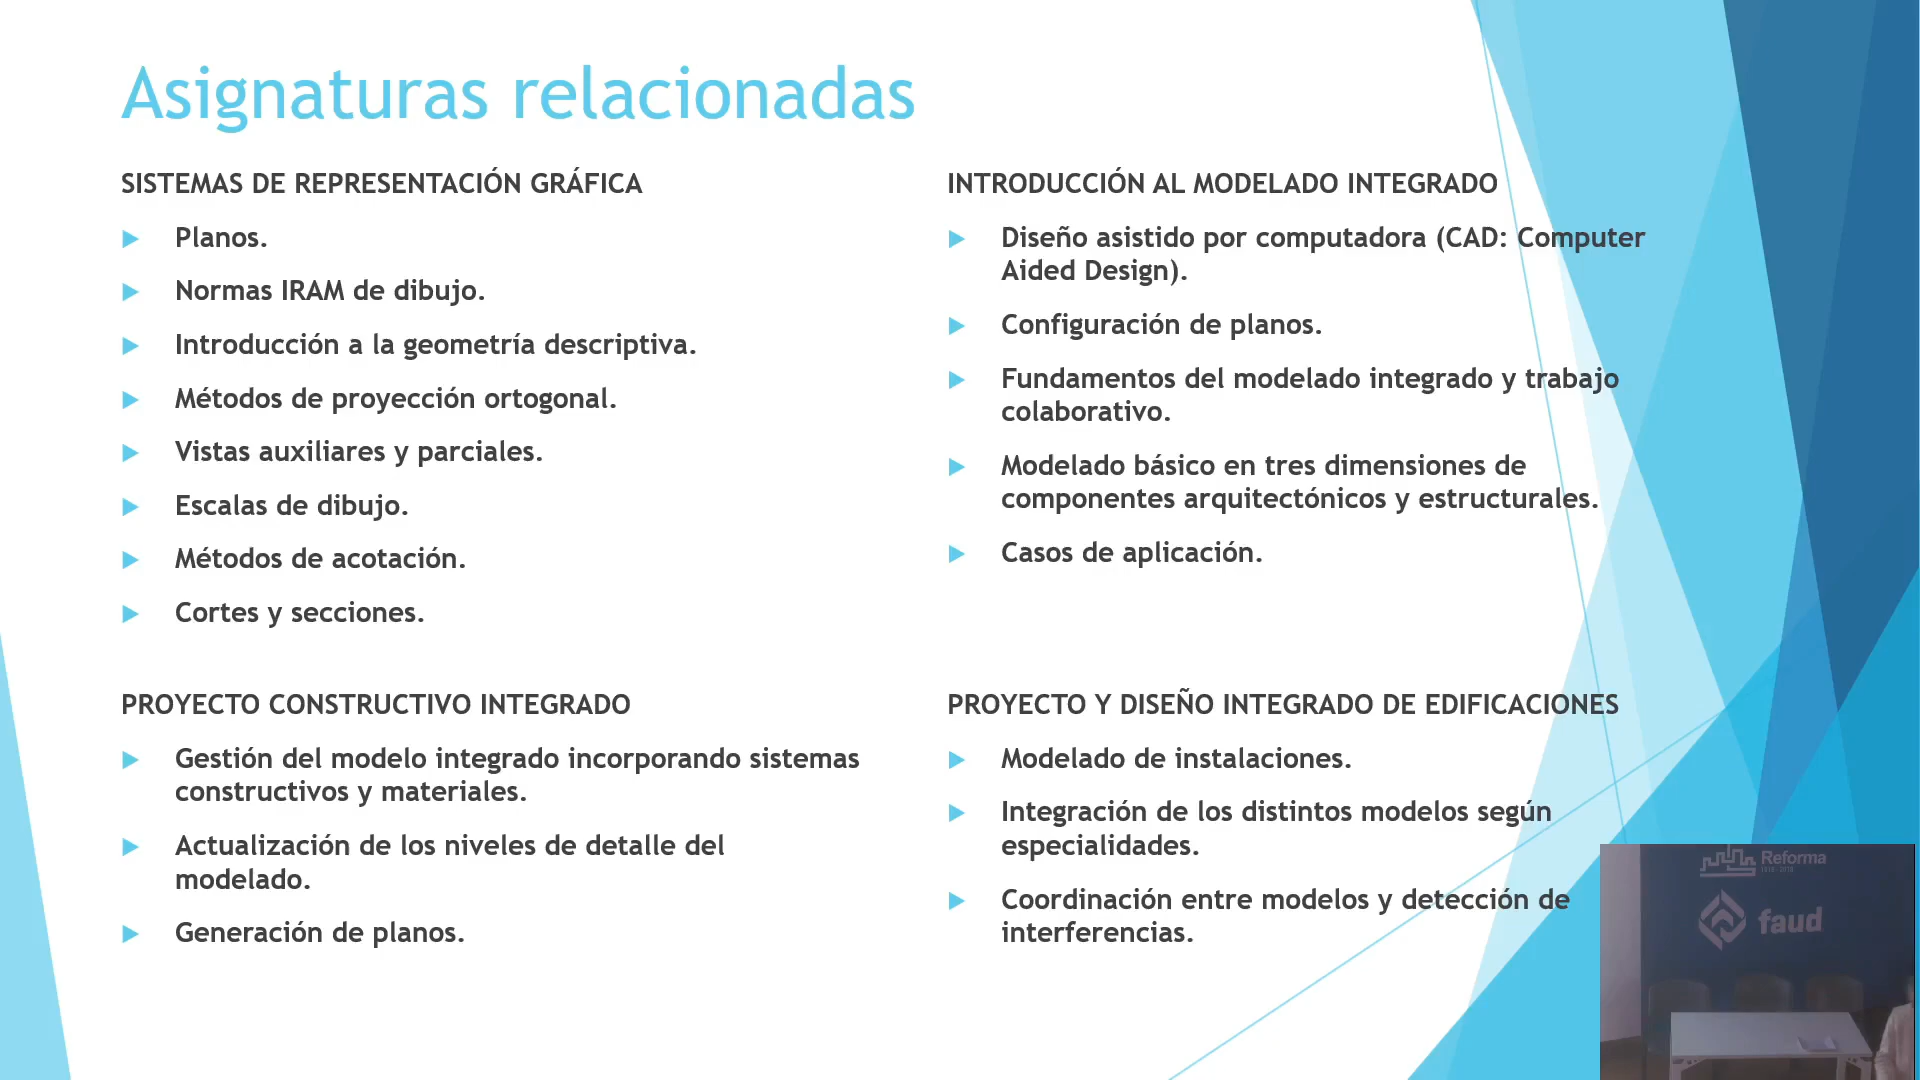 Asignaturas relacionadas
SISTEMAS DE REPRESENTACIÓN GRÁFICA
Planos.
Normas IRAM de dibujo.
Introducción a la geometría descriptiva.
Métodos de proyección ortogonal.
Vistas auxiliares y parciales.
Escalas de dibujo.
Métodos de acotación.
Cortes y secciones.
INTRODUCCIÓN AL MODELADO INTEGRADO
Diseño asistido por computadora (CAD: Computer
Aided Design).
Configuración de planos.
Fundamentos del modelado integrado y trabajo
colaborativo.
Modelado básico en tres dimensiones de
componentes arquitectónicos y estructurales.
Casos de aplicación.
PROYECTO CONSTRUCTIVO INTEGRADO
Gestión del modelo integrado incorporando sistemas
constructivos y materiales.
Actualización de los niveles de detalle del
modelado.
Generación de planos.
PROYECTO Y DISEÑO INTEGRADO DE EDIFICACIONES
Modelado de instalaciones.
Integración de los distintos modelos según
especialidades.
Coordinación entre modelos y detección de
interferencias.
Reforma
faud